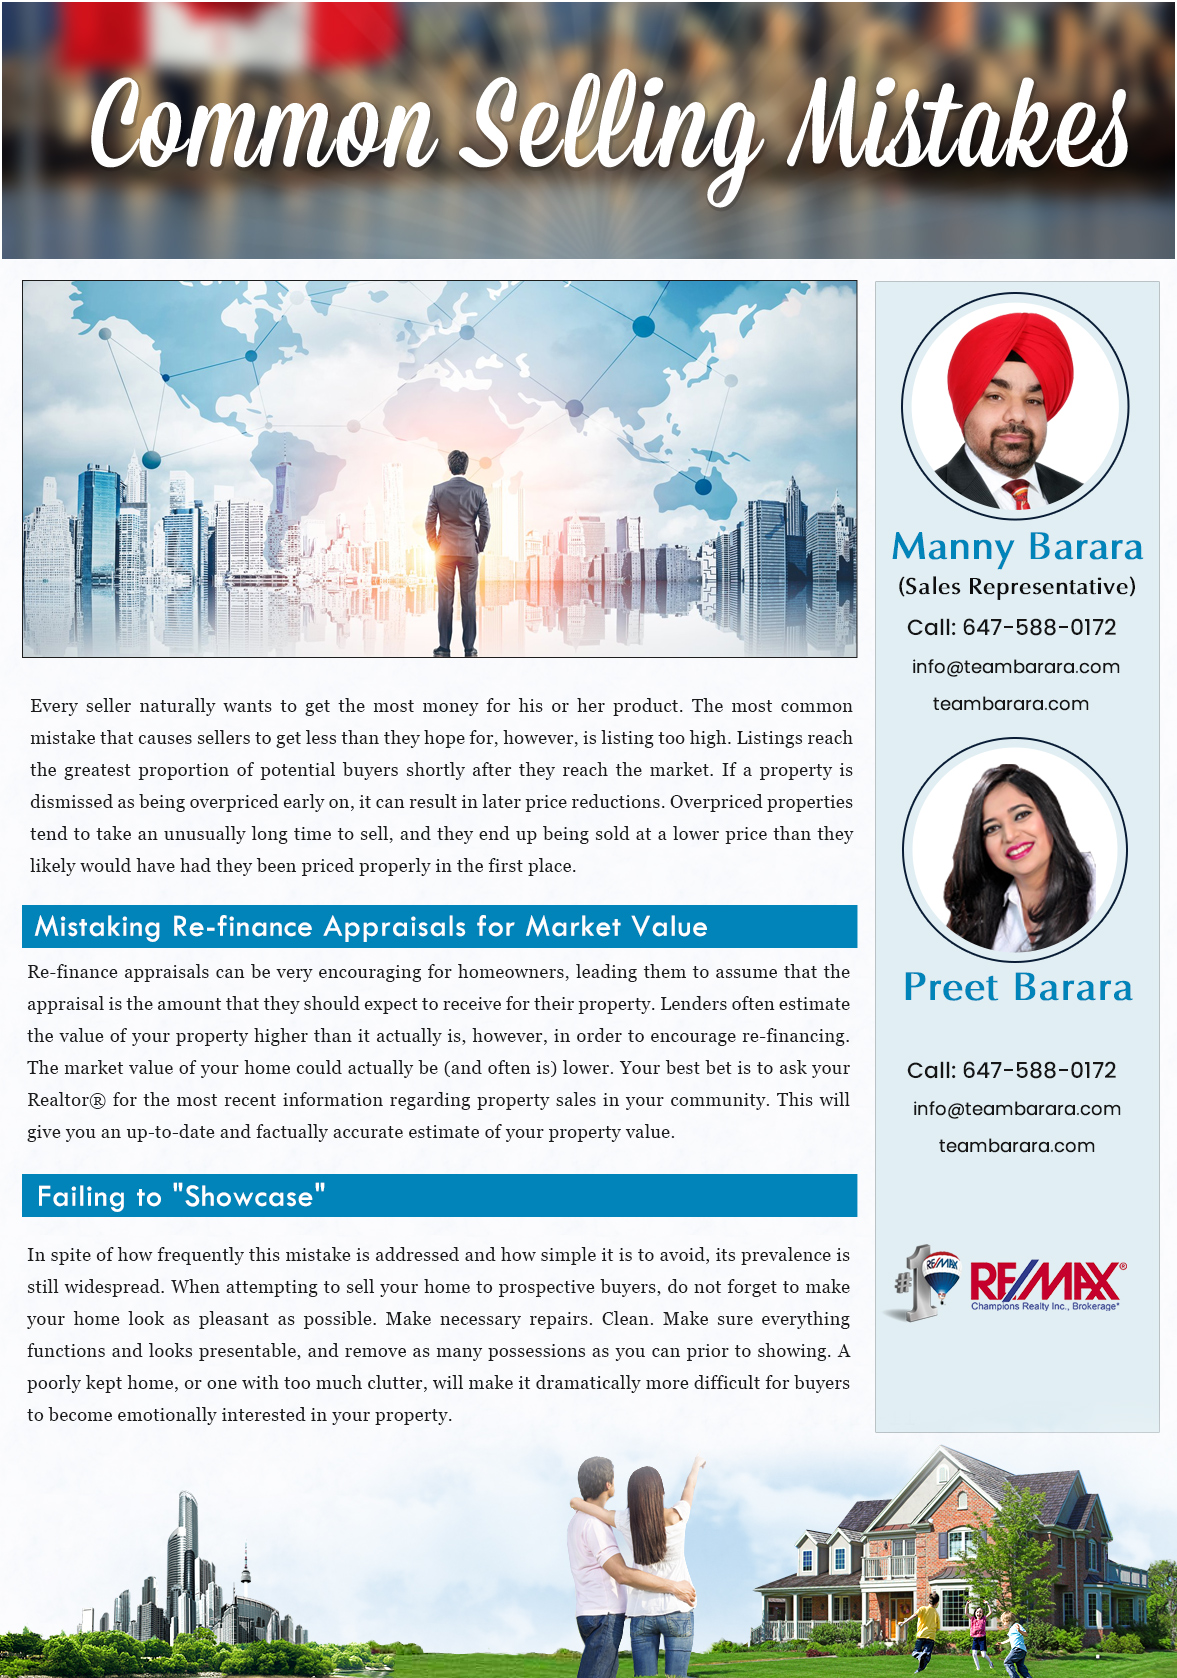 Common Selling Mistakes
Every seller naturally wants to get the most money for his or her product. The most common
mistake that causes sellers to get less than they hope for, however, is listing too high. Listings reach
the greatest proportion of potential buyers shortly after they reach the market. If a property is
dismissed as being overpriced early on, it can result in later price reductions. Overpriced properties
tend to take an unusually long time to sell, and they end up being sold at a lower price than they
likely would have had they been priced properly in the first place.
Mistaking Re-finance Appraisals for Market Value
Re-finance appraisals can be very encouraging for homeowners, leading them to assume that the
appraisal is the amount that they should expect to receive for their property. Lenders often estimate
the value of your property higher than it actually is, however, in order to encourage re-financing.
The market value of your home could actually be (and often is) lower. Your best bet is to ask your
Realtor® for the most recent information regarding property sales in your community. This will
give you an up-to-date and factually accurate estimate of your property value.
Failing to "Showcase"
In spite of how frequently this mistake is addressed and how simple it is to avoid, its prevalence is
still widespread. When attempting to sell your home to prospective buyers, do not forget to make
your home look as pleasant as possible. Make necessary repairs. Clean. Make sure everything
functions and looks presentable, and remove as many possessions as you can prior to showing. A
poorly kept home, or one with too much clutter, will make it dramatically more difficult for buyers
to become emotionally interested in your property.
Manny Barara
(Sales Representative)
Call: 647-588-0172
info@teambarara.com
teambarara.com
Preet Barara
Call: 647-588-0172
info@teambarara.com
teambarara.com
#1 RE/MAX RE/MAX®
Champions Realty Inc., Brokerage*